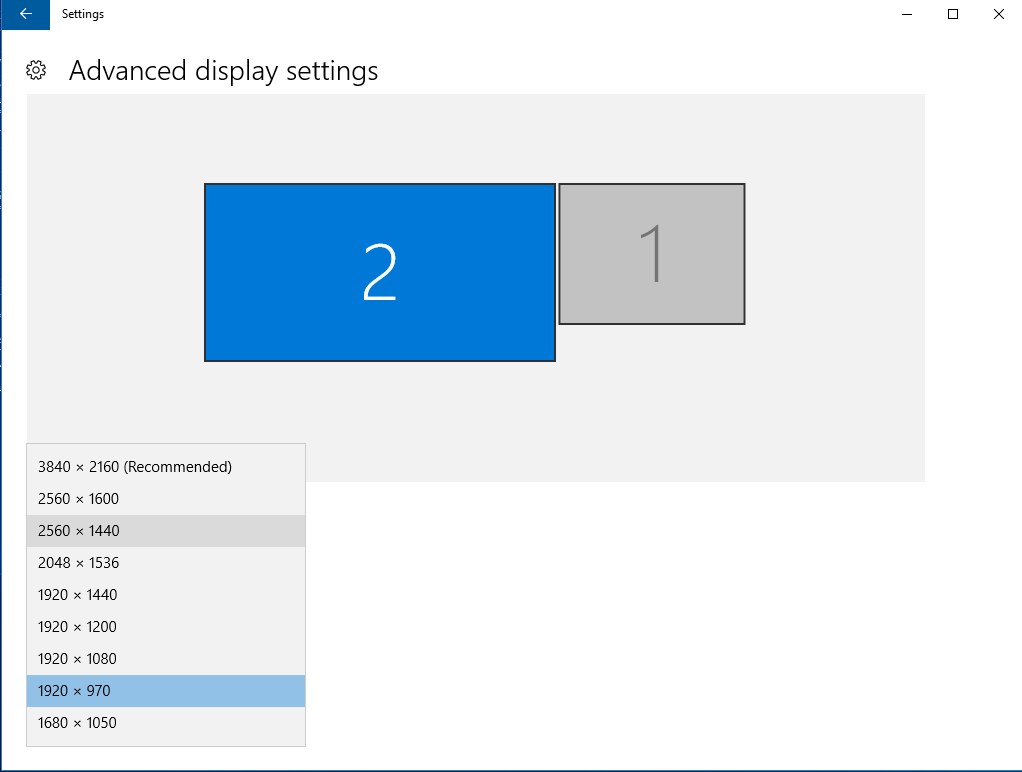 Settings
Advanced display settings
2
1
3840 × 2160 (Recommended)
2560 × 1600
2560 × 1440
2048 × 1536
1920 × 1440
1920 × 1200
1920 × 1080
1920 × 970
1680 × 1050